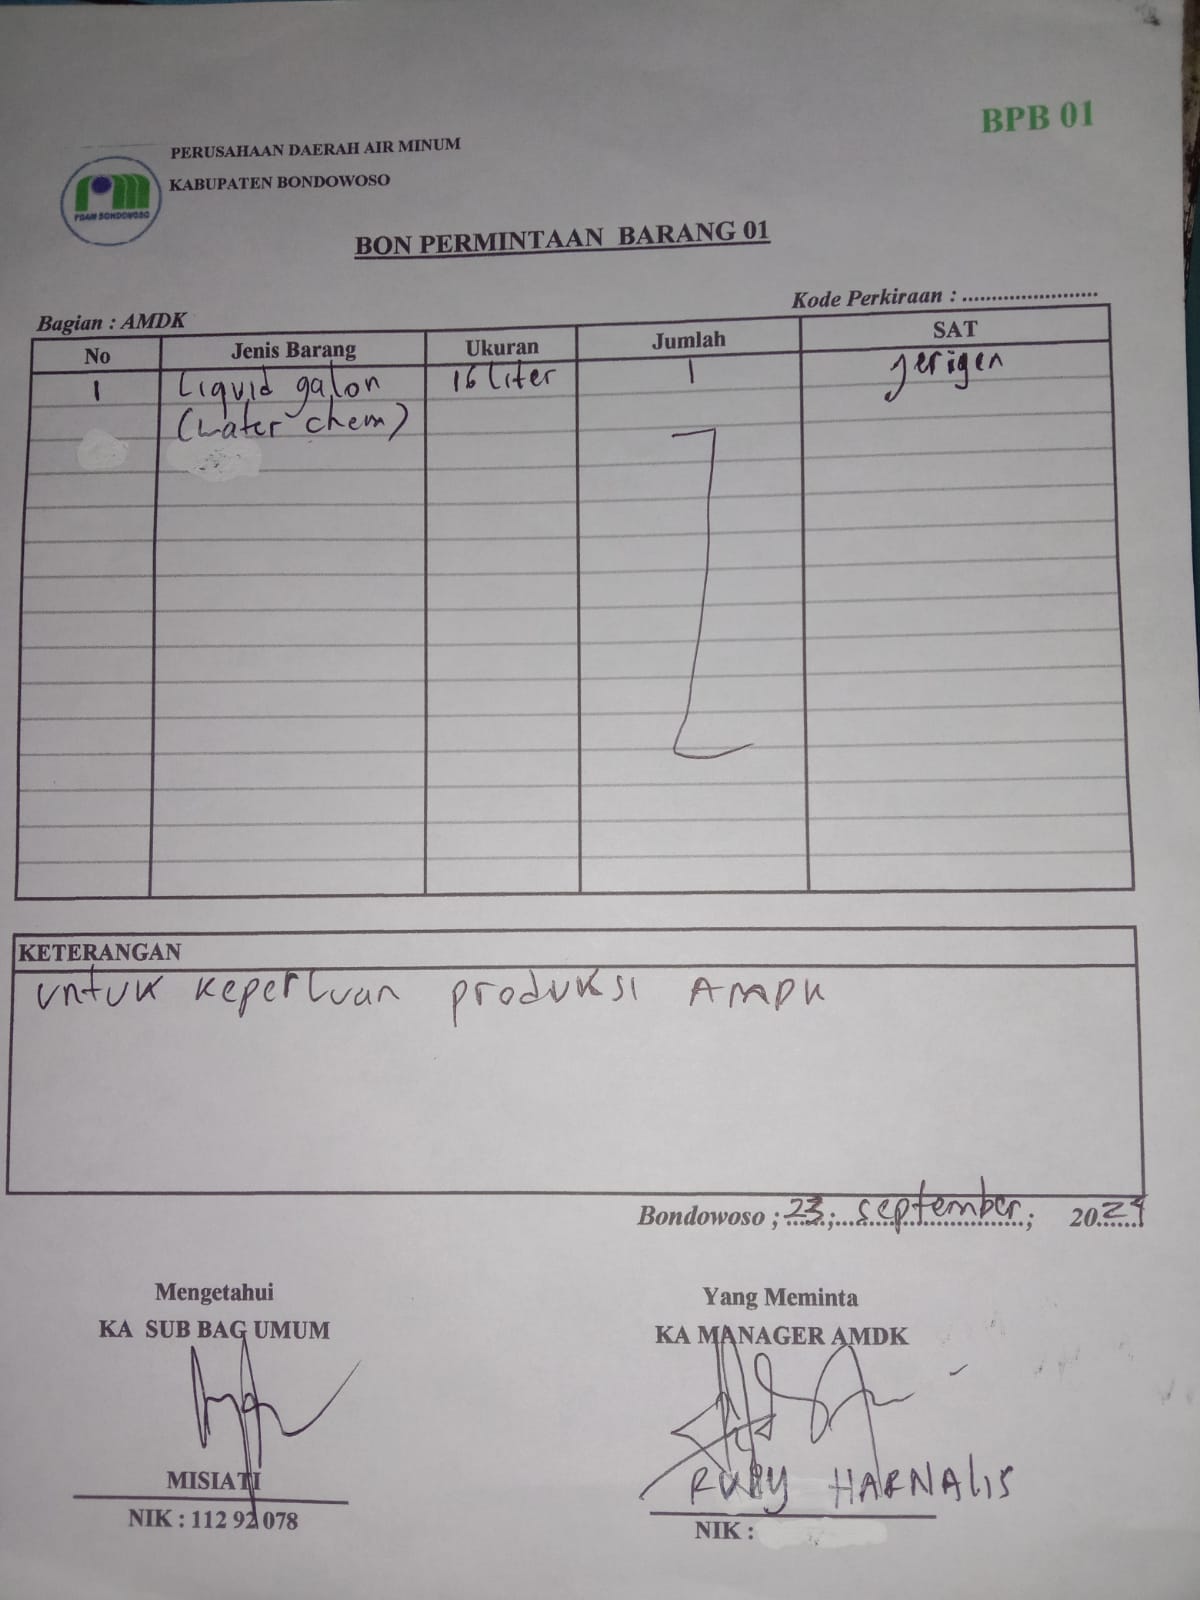 BPB 01
PERUSAHAAN DAERAH AIR MINUM
KABUPATEN BONDOWOSO
PDAM BONDOWOSO
BON PERMINTAAN BARANG 01
Kode Perkiraan : ........................
Bagian : AMDK
No Jenis Barang Ukuran Jumlah SAT
1 Liquid galon 16 liter 1 Jerigen
(water chem)
KETERANGAN
untuk keperluan produksi AMDK
Bondowoso ; 23 ; september ; 2024
Mengetahui Yang Meminta
KA SUB BAG UMUM KA MANAGER AMDK
MISIATI RUDY HARNALIS
NIK : 112 92 078 NIK :